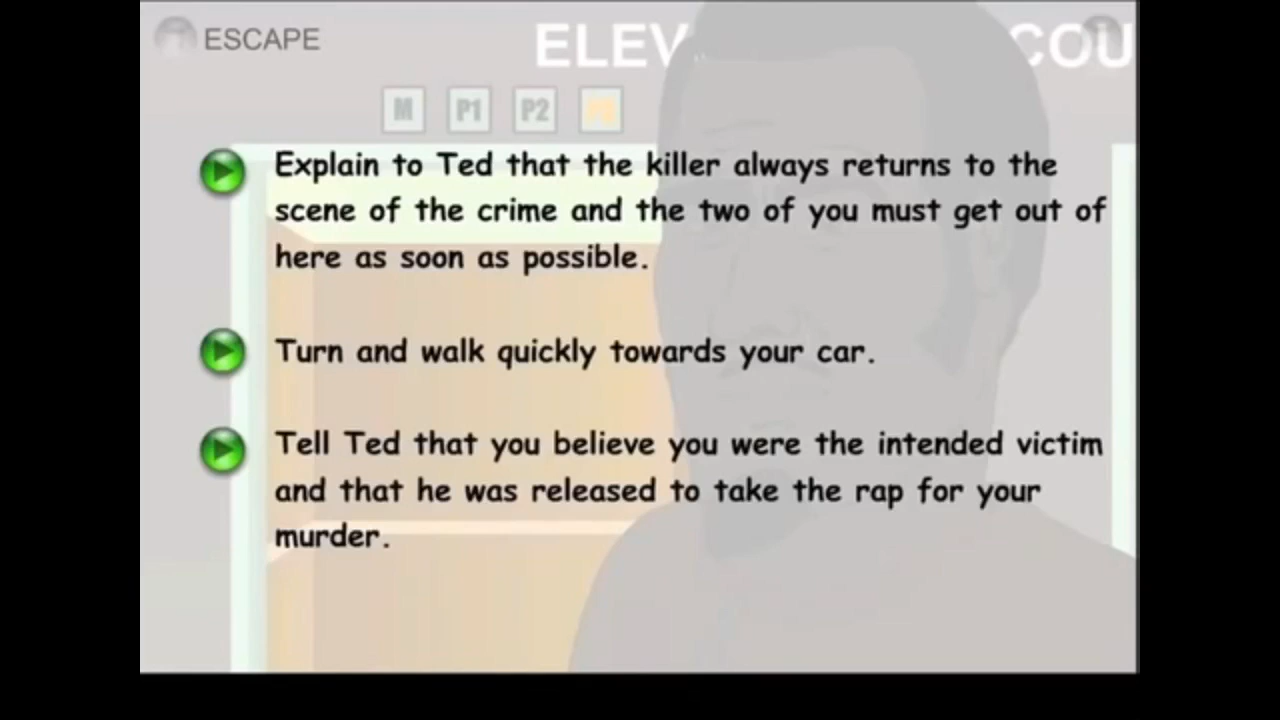 ESCAPE
ELEV
COU
M P1 P2
Explain to Ted that the killer always returns to the
scene of the crime and the two of you must get out of
here as soon as possible.
Turn and walk quickly towards your car.
Tell Ted that you believe you were the intended victim
and that he was released to take the rap for your
murder.